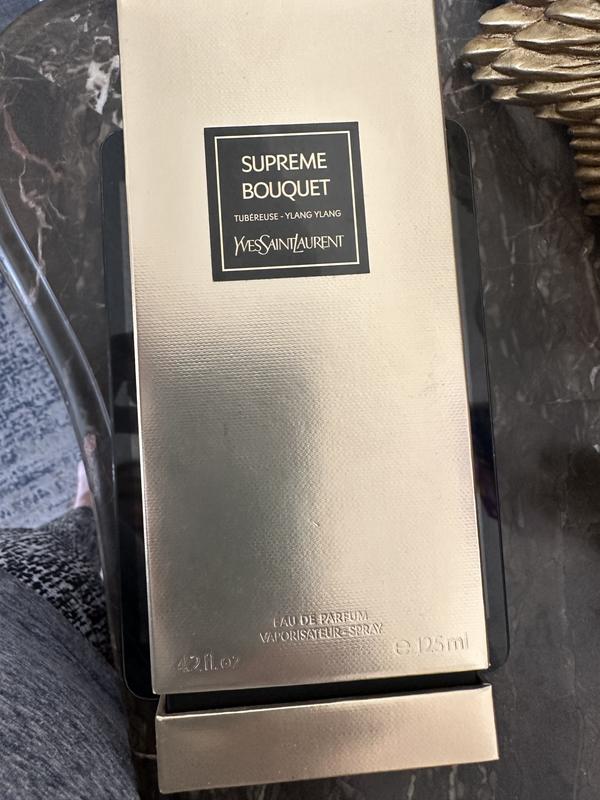 SUPREME
BOUQUET
TUBÉREUSE - YLANG YLANG
YVESSAINTLAURENT
EAU DE PARFUM
VAPORISATEUR-SPRAY
4.2 fl. oz
e 125 ml